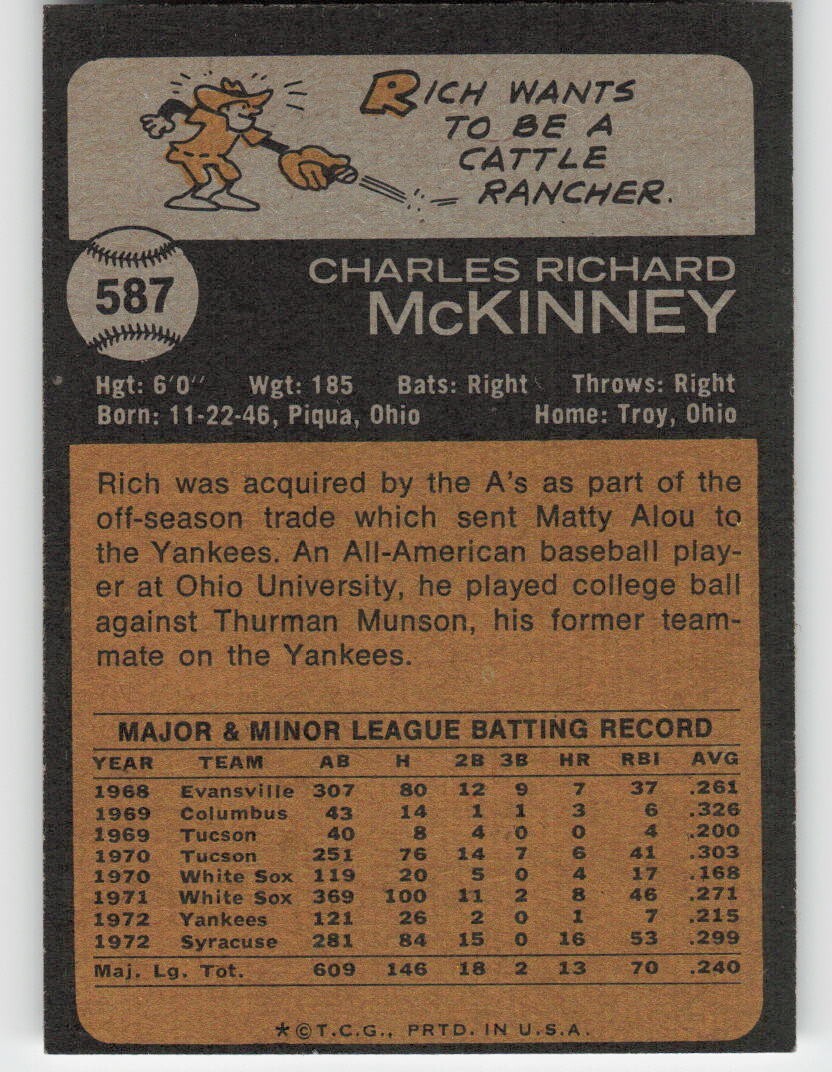 RICH WANTS
TO BE A
CATTLE
RANCHER.
587
CHARLES RICHARD
McKINNEY
Hgt: 6'0" Wgt: 185 Bats: Right Throws: Right
Born: 11-22-46, Piqua, Ohio Home: Troy, Ohio
Rich was acquired by the A's as part of the
off-season trade which sent Matty Alou to
the Yankees. An All-American baseball play-
er at Ohio University, he played college ball
against Thurman Munson, his former team-
mate on the Yankees.
MAJOR & MINOR LEAGUE BATTING RECORD
YEAR TEAM AB H 2B 3B HR RBI AVG
1968 Evansville 307 80 12 9 7 37 .261
1969 Columbus 43 14 1 1 3 6 .326
1969 Tucson 40 8 4 0 0 4 .200
1970 Tucson 251 76 14 7 6 41 .303
1970 White Sox 119 20 5 0 4 17 .168
1971 White Sox 369 100 11 2 8 46 .271
1972 Yankees 121 26 2 0 1 7 .215
1972 Syracuse 281 84 15 0 16 53 .299
Maj. Lg. Tot. 609 146 18 2 13 70 .240
*©T.C.G., PRTD. IN U.S.A.